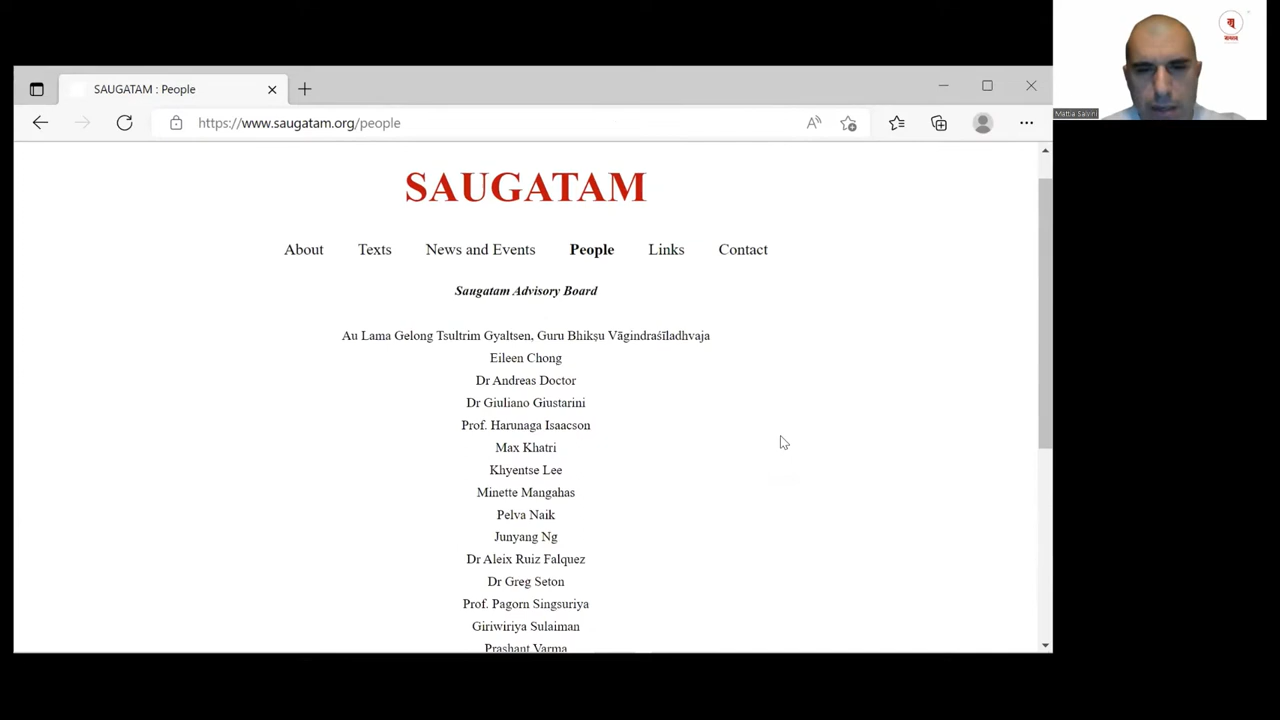 SAUGATAM : People
https://www.saugatam.org/people
SAUGATAM
About Texts News and Events People Links Contact
Saugatam Advisory Board
Au Lama Gelong Tsultrim Gyaltsen, Guru Bhikṣu Vāgindraśīladhvaja
Eileen Chong
Dr Andreas Doctor
Dr Giuliano Giustarini
Prof. Harunaga Isaacson
Max Khatri
Khyentse Lee
Minette Mangahas
Pelva Naik
Junyang Ng
Dr Aleix Ruiz Falquez
Dr Greg Seton
Prof. Pagorn Singsuriya
Giriwiriya Sulaiman
Prashant Varma
Mattia Salvini